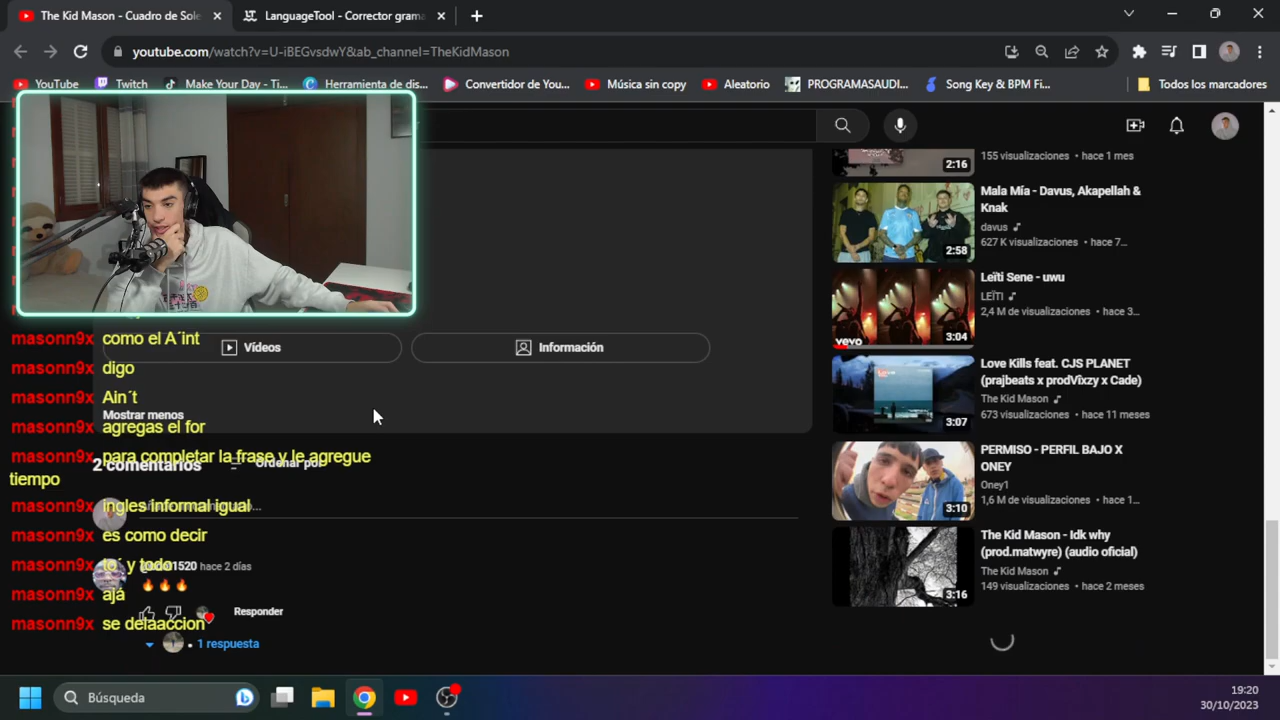 The Kid Mason - Cuadro de Sole
LanguageTool - Corrector grama
youtube.com/watch?v=U-iBEGvsdwY&ab_channel=TheKidMason
YouTube
Twitch
Make Your Day - Ti...
Herramienta de dis...
Convertidor de You...
Música sin copy
Aleatorio
PROGRAMASAUDI...
Song Key & BPM Fi...
Todos los marcadores
masonn9x como el A´int
masonn9x digo
masonn9x Ain´t
masonn9x agregas el for
masonn9x para completar la frase y le agregue
tiempo
masonn9x ingles informal igual
masonn9x es como decir
masonn9x to´ y todo
masonn9x ajá
masonn9x se delaaccion
Vídeos
Información
Mostrar menos
2 comentarios
Ordenar por
hace 2 días
Responder
1 respuesta
2:16
155 visualizaciones • hace 1 mes
Mala Mía - Davus, Akapellah &
Knak
davus
627 K visualizaciones • hace 7...
2:58
Leïti Sene - uwu
LEÏTI
2,4 M de visualizaciones • hace 3...
vevo
3:04
Love Kills feat. CJS PLANET
(prajbeats x prodVîxzy x Cade)
The Kid Mason
673 visualizaciones • hace 11 meses
3:07
PERMISO - PERFIL BAJO X
ONEY
Oney1
1,6 M de visualizaciones • hace 1...
3:10
The Kid Mason - Idk why
(prod.matwyre) (audio oficial)
The Kid Mason
149 visualizaciones • hace 2 meses
3:16
Búsqueda
19:20
30/10/2023